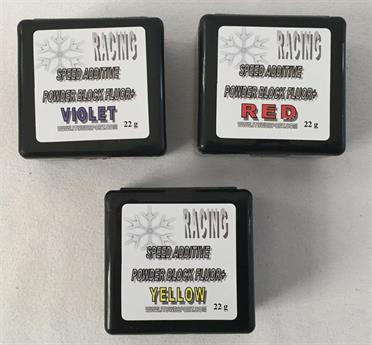 RACING
SPEED ADDITIVE
POWDER BLOCK FLUOR+
VIOLET
22 g
RACING
SPEED ADDITIVE
POWDER BLOCK FLUOR+
RED
22 g
RACING
SPEED ADDITIVE
POWDER BLOCK FLUOR+
YELLOW
22 g